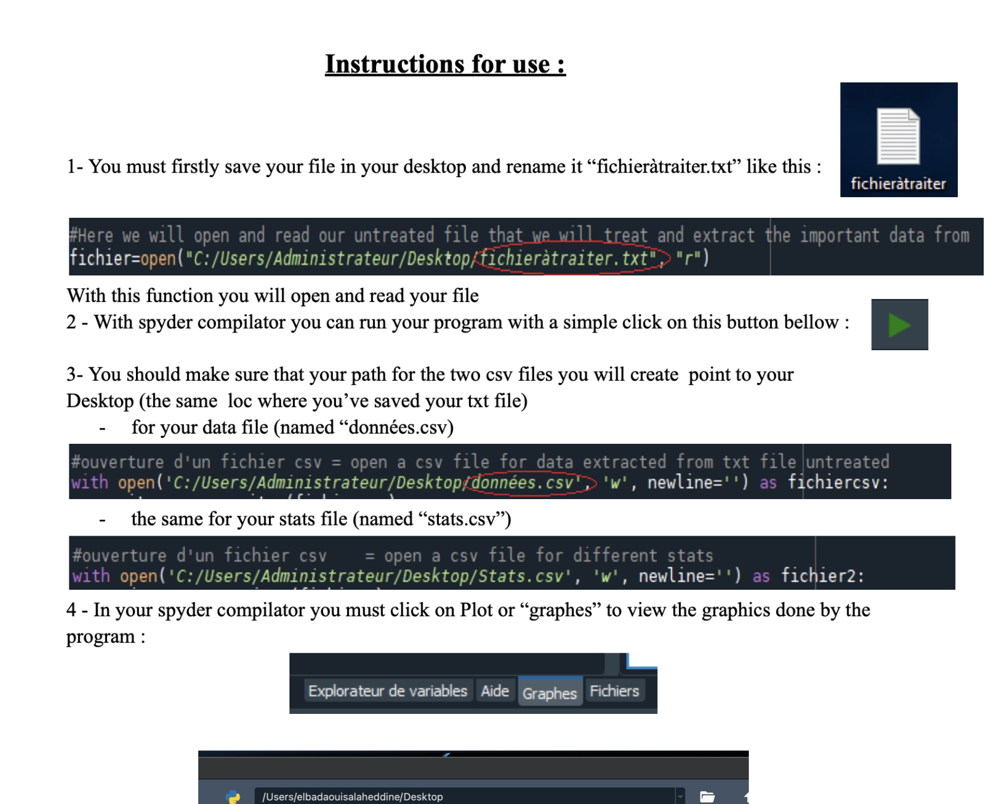 Instructions for use :
1- You must firstly save your file in your desktop and rename it “fichieràtraiter.txt” like this :
fichieràtraiter
#Here we will open and read our untreated file that we will treat and extract the important data from
fichier=open("C:/Users/Administrateur/Desktop/fichieràtraiter.txt", "r")
With this function you will open and read your file
2 - With spyder compilator you can run your program with a simple click on this button bellow :
3- You should make sure that your path for the two csv files you will create  point to your
Desktop (the same  loc where you’ve saved your txt file)
- for your data file (named “données.csv)
#ouverture d'un fichier csv = open a csv file for data extracted from txt file untreated
with open('C:/Users/Administrateur/Desktop/données.csv', 'w', newline='') as fichiercsv:
- the same for your stats file (named “stats.csv”)
#ouverture d'un fichier csv    = open a csv file for different stats
with open('C:/Users/Administrateur/Desktop/Stats.csv', 'w', newline='') as fichier2:
4 - In your spyder compilator you must click on Plot or “graphes” to view the graphics done by the
program :
Explorateur de variables Aide Graphes Fichiers
/Users/elbadaouisalaheddine/Desktop